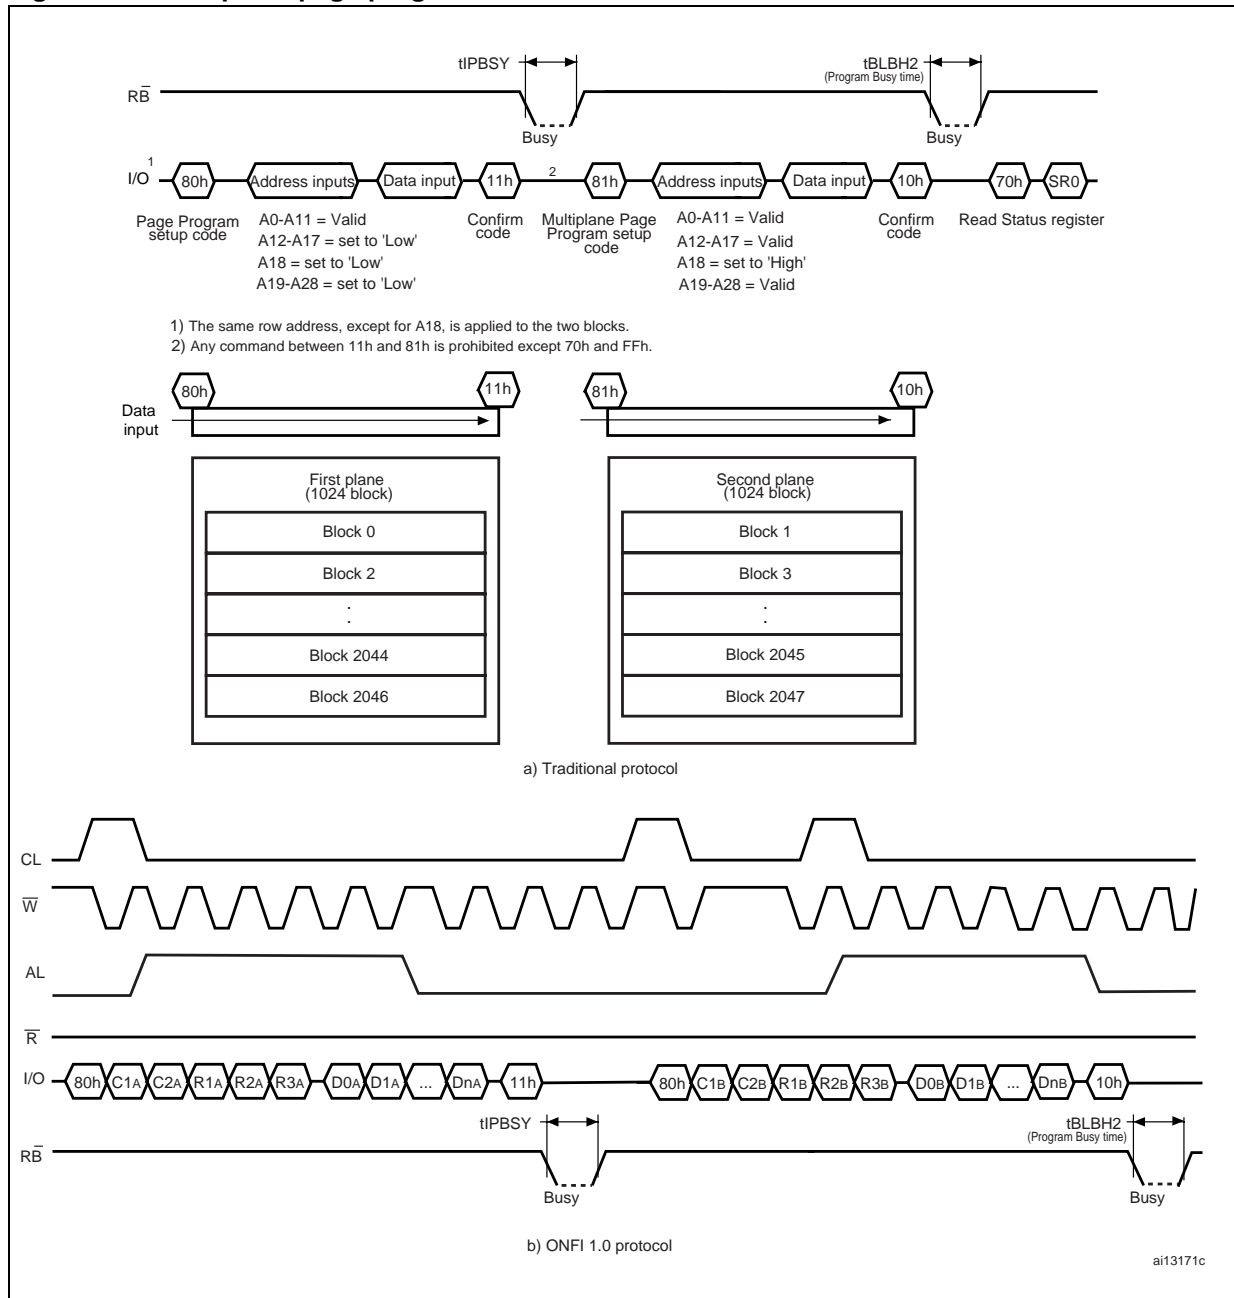 tIPBSY
tBLBH2
(Program Busy time)
RB̅
Busy
Busy
1
I/O 80h Address inputs Data input 11h 2 81h Address inputs Data input 10h 70h SR0
Page Program
setup code
A0-A11 = Valid
A12-A17 = set to 'Low'
A18 = set to 'Low'
A19-A28 = set to 'Low'
Confirm
code
Multiplane Page
Program setup
code
A0-A11 = Valid
A12-A17 = Valid
A18 = set to 'High'
A19-A28 = Valid
Confirm
code
Read Status register
1) The same row address, except for A18, is applied to the two blocks.
2) Any command between 11h and 81h is prohibited except 70h and FFh.
80h 11h 81h 10h
Data
input
First plane
(1024 block)
Block 0
Block 2
:
Block 2044
Block 2046
Second plane
(1024 block)
Block 1
Block 3
:
Block 2045
Block 2047
a) Traditional protocol
CL
W̅
AL
R̅
I/O 80h C1A C2A R1A R2A R3A D0A D1A ... DnA 11h 80h C1B C2B R1B R2B R3B D0B D1B ... DnB 10h
tIPBSY
tBLBH2
(Program Busy time)
RB̅
Busy
Busy
b) ONFI 1.0 protocol
ai13171c